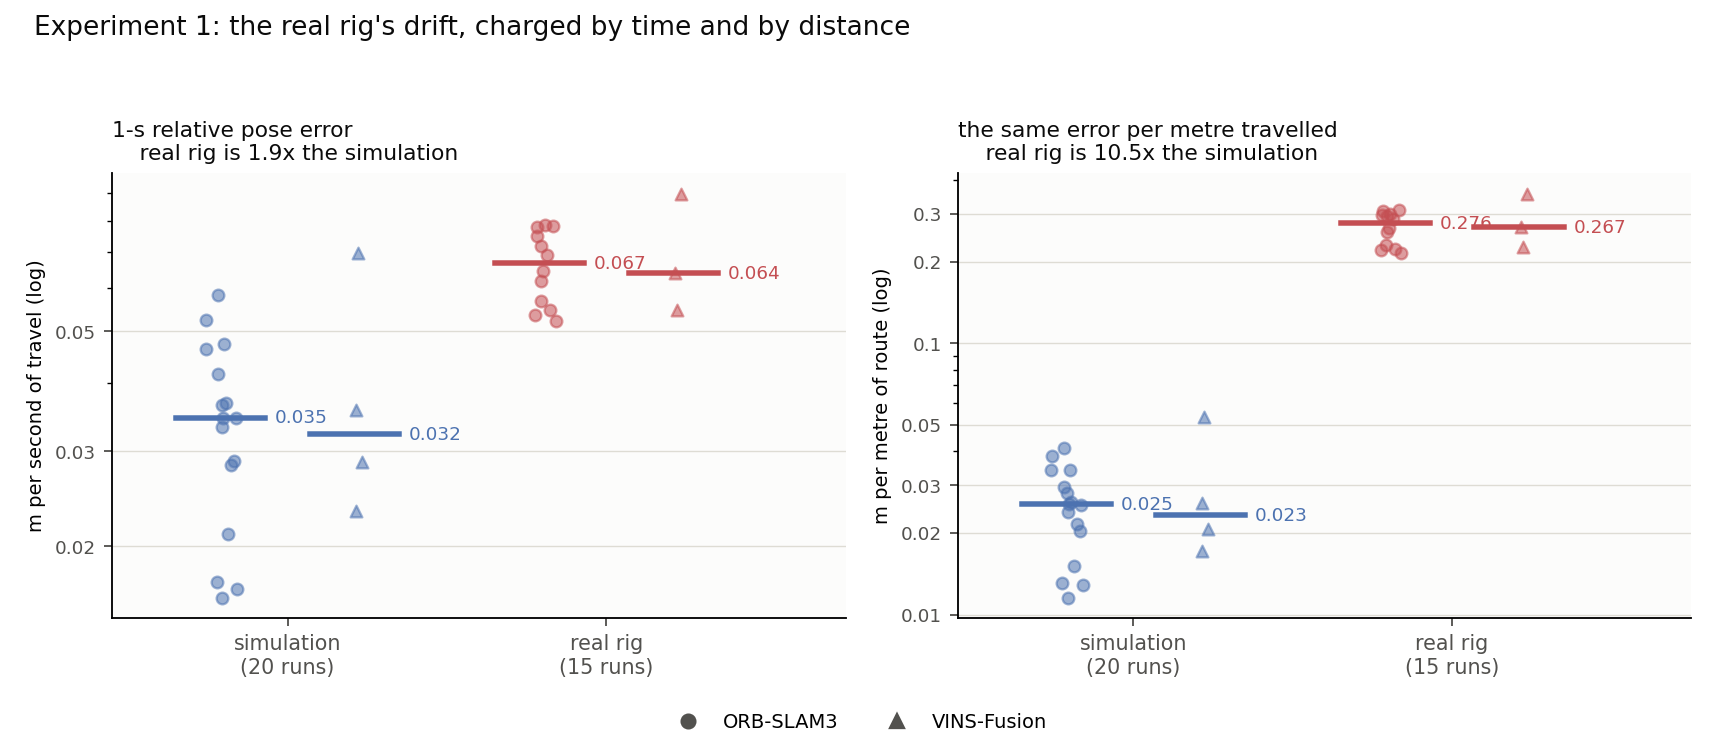 Experiment 1: the real rig's drift, charged by time and by distance
1-s relative pose error
real rig is 1.9x the simulation
m per second of travel (log)
0.05
0.03
0.02
0.035
0.032
0.067
0.064
simulation
(20 runs)
real rig
(15 runs)
the same error per metre travelled
real rig is 10.5x the simulation
m per metre of route (log)
0.3
0.2
0.1
0.05
0.03
0.02
0.01
0.025
0.023
0.276
0.267
simulation
(20 runs)
real rig
(15 runs)
ORB-SLAM3
VINS-Fusion